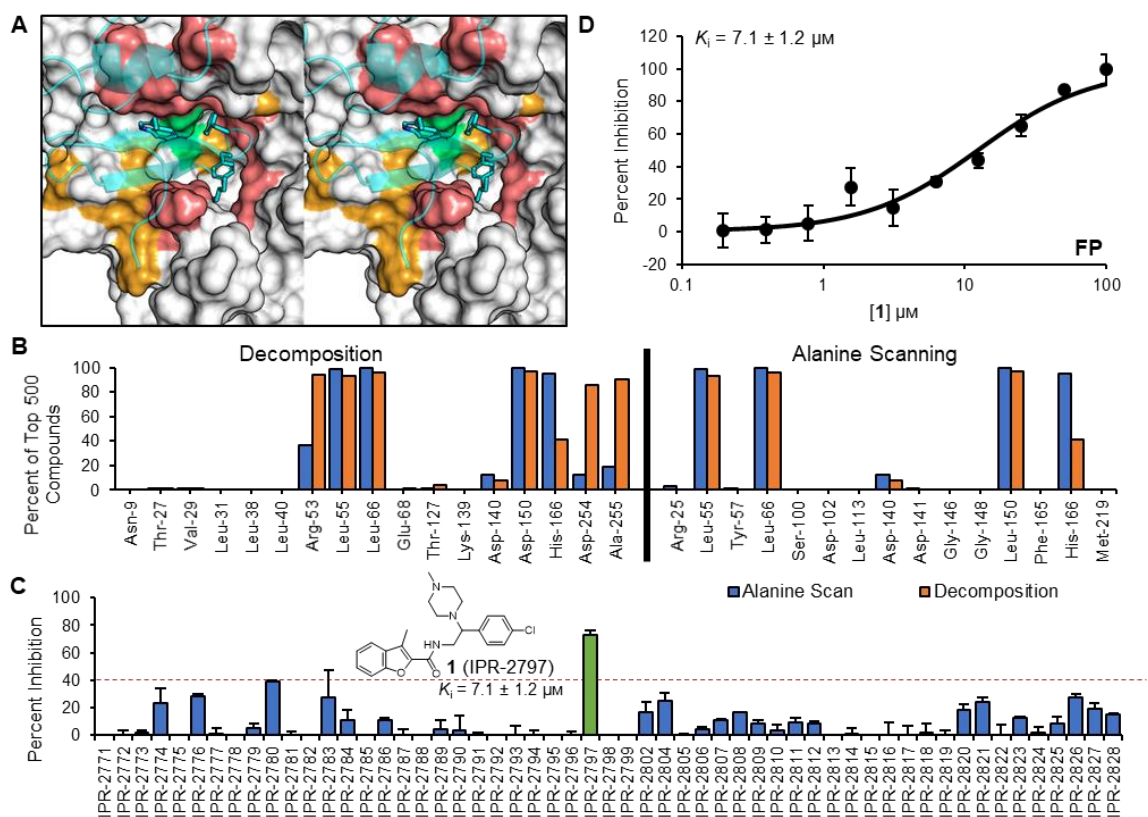 A
D
K i = 7.1 ± 1.2 µM
Percent Inhibition
120
100
80
60
40
20
0
-20
0.1
1
10
100
FP
[1] µM
B
Decomposition
Alanine Scanning
Percent of Top 500
Compounds
100
80
60
40
20
0
Asn-9
Thr-27
Val-29
Leu-31
Leu-38
Leu-40
Arg-53
Leu-55
Leu-66
Glu-68
Thr-127
Lys-139
Asp-140
Asp-150
His-166
Asp-254
Ala-255
Arg-25
Leu-55
Tyr-57
Leu-66
Ser-100
Asp-102
Leu-113
Asp-140
Asp-141
Gly-146
Gly-148
Leu-150
Phe-165
His-166
Met-219
Alanine Scan
Decomposition
C
Percent Inhibition
100
80
60
40
20
0
N
N
NH
O
O
Cl
1 (IPR-2797)
K i = 7.1 ± 1.2 µM
IPR-2771
IPR-2772
IPR-2773
IPR-2774
IPR-2775
IPR-2776
IPR-2777
IPR-2778
IPR-2779
IPR-2780
IPR-2781
IPR-2782
IPR-2783
IPR-2784
IPR-2785
IPR-2786
IPR-2787
IPR-2788
IPR-2789
IPR-2790
IPR-2791
IPR-2792
IPR-2793
IPR-2794
IPR-2795
IPR-2796
IPR-2797
IPR-2798
IPR-2799
IPR-2802
IPR-2804
IPR-2805
IPR-2806
IPR-2807
IPR-2808
IPR-2809
IPR-2810
IPR-2811
IPR-2812
IPR-2813
IPR-2814
IPR-2815
IPR-2816
IPR-2817
IPR-2818
IPR-2819
IPR-2820
IPR-2821
IPR-2822
IPR-2823
IPR-2824
IPR-2825
IPR-2826
IPR-2827
IPR-2828